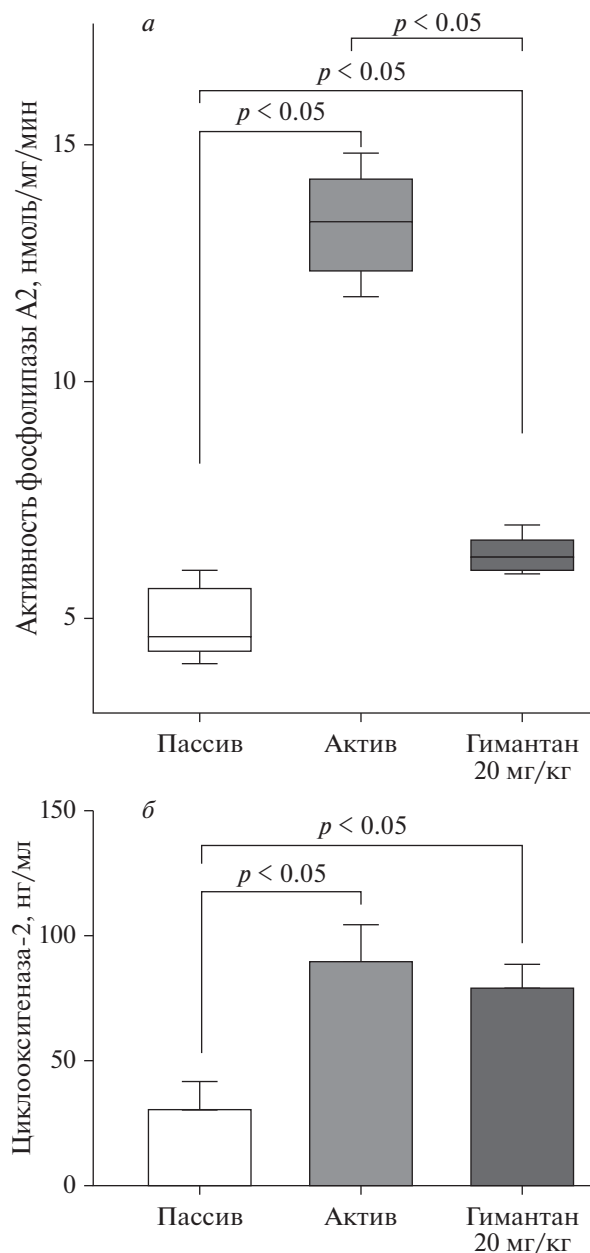 а
p < 0.05
p < 0.05
p < 0.05
15
10
5
Активность фосфолипазы А2, нмоль/мг/мин
Пассив
Актив
Гимантан
20 мг/кг
б
p < 0.05
p < 0.05
150
100
50
0
Циклооксигеназа-2, нг/мл
Пассив
Актив
Гимантан
20 мг/кг